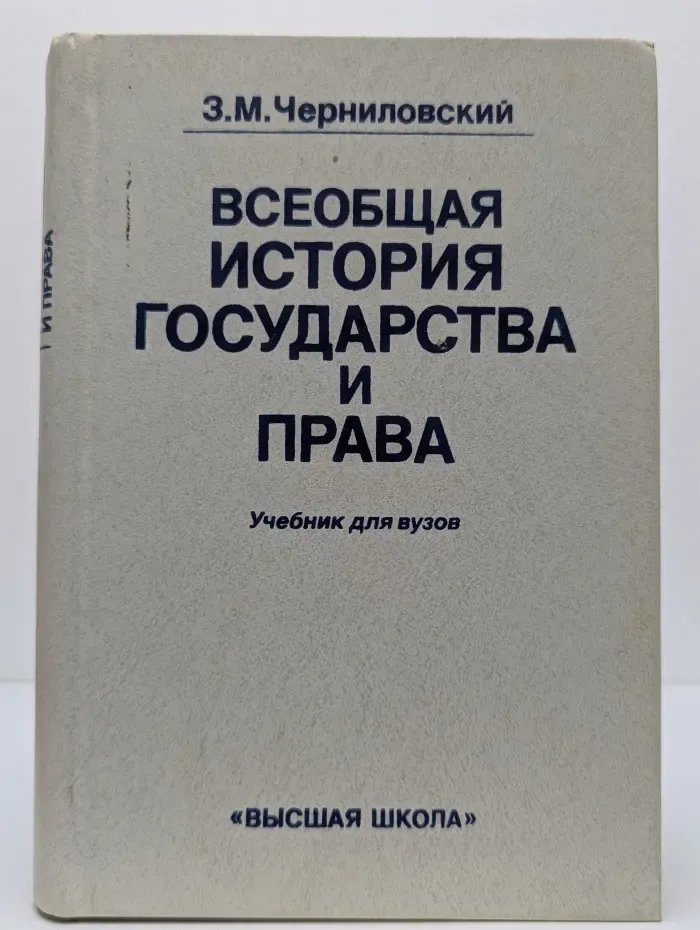 З.М.Черниловский
ВСЕОБЩАЯ
ИСТОРИЯ
ГОСУДАРСТВА
И
ПРАВА
Учебник для вузов
«ВЫСШАЯ ШКОЛА»
И ПРАВА